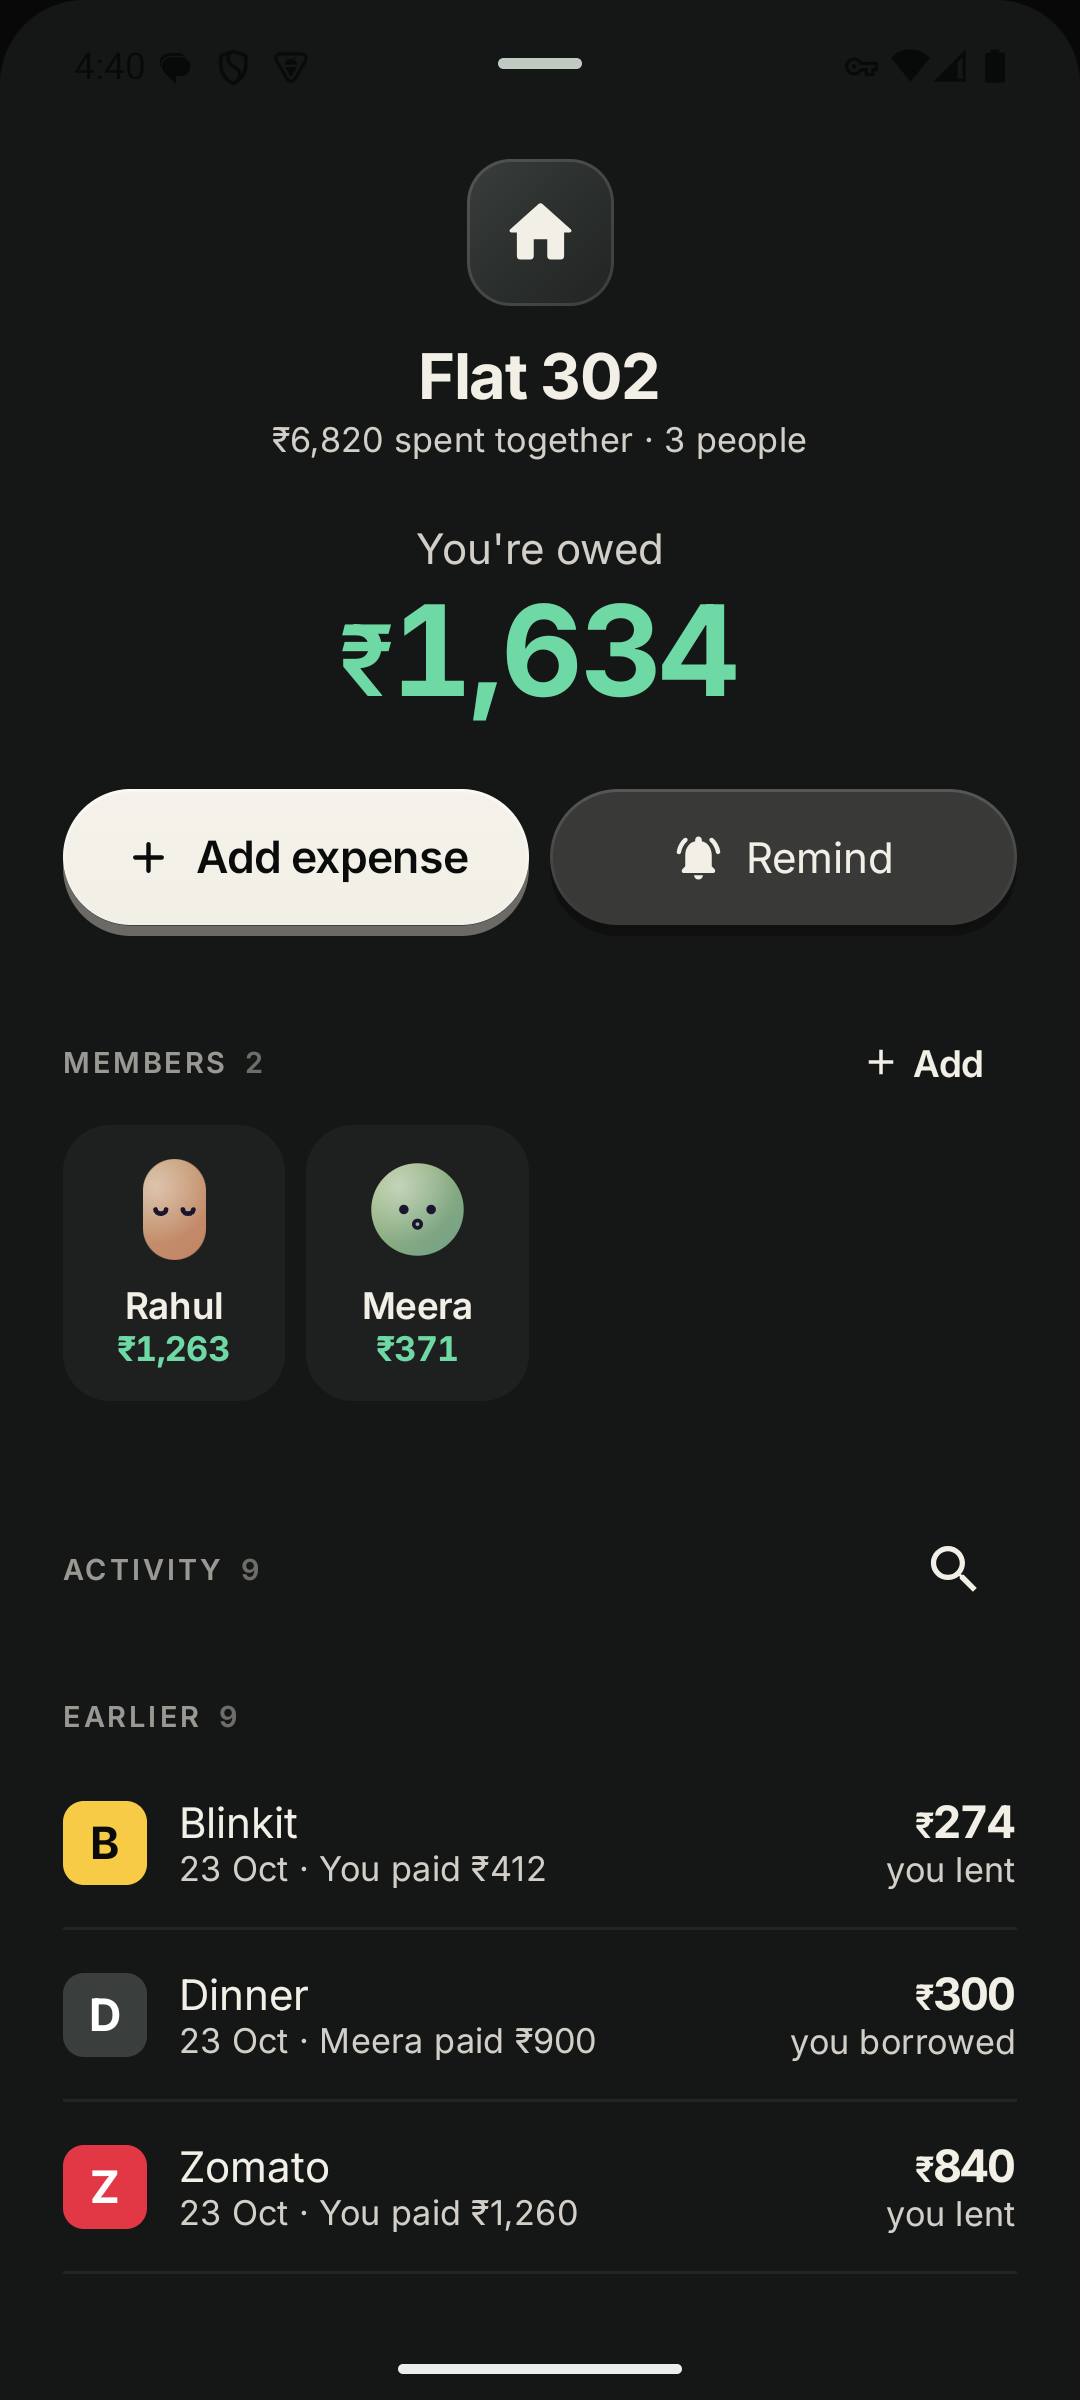 4:40
Flat 302
₹6,820 spent together · 3 people
You're owed
₹1,634
+ Add expense
Remind
MEMBERS 2
+ Add
Rahul
₹1,263
Meera
₹371
ACTIVITY 9
EARLIER 9
B
Blinkit
23 Oct · You paid ₹412
₹274
you lent
D
Dinner
23 Oct · Meera paid ₹900
₹300
you borrowed
Z
Zomato
23 Oct · You paid ₹1,260
₹840
you lent